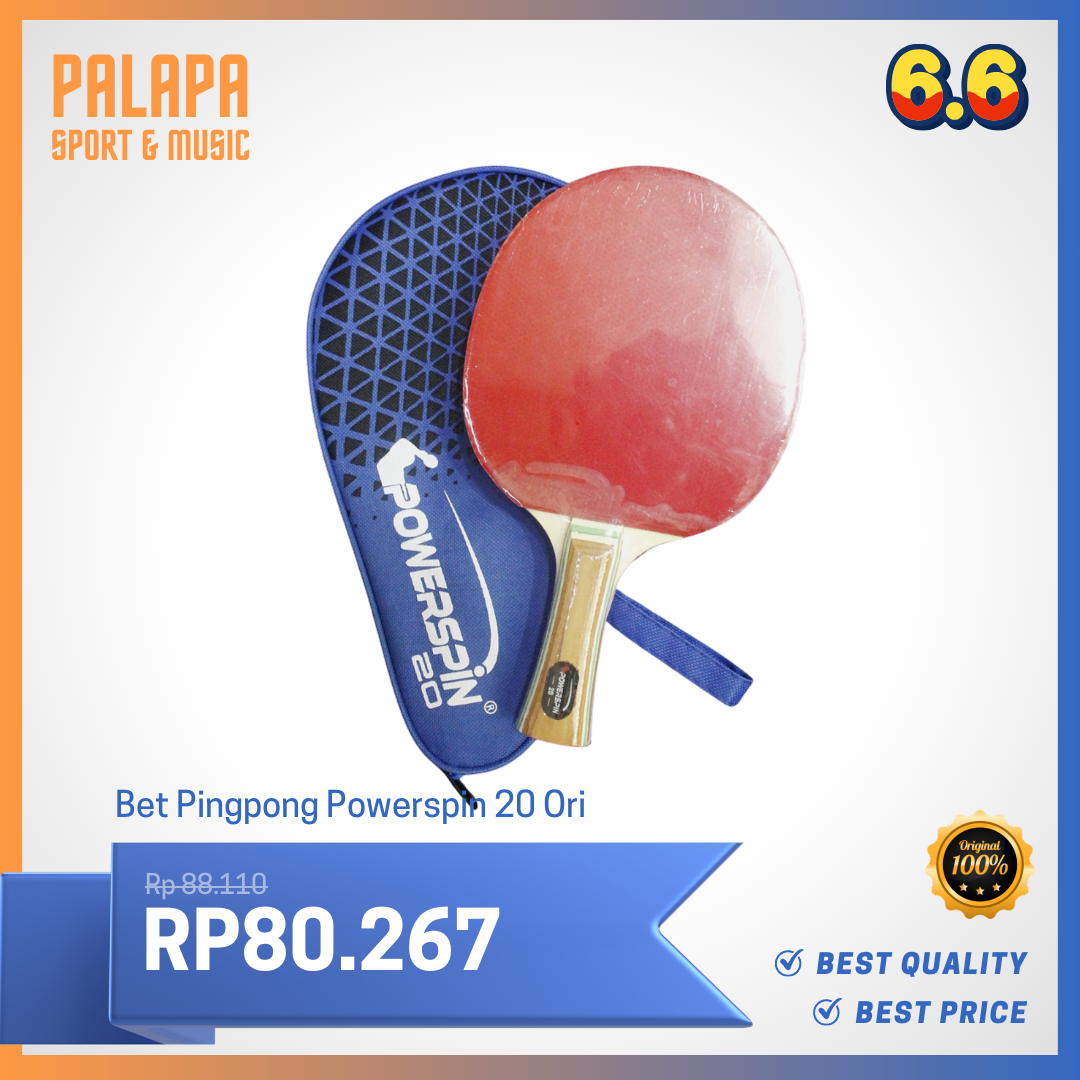 PALAPA
SPORT & MUSIC
6.6
POWERSPIN
20
®
POWERSPIN
20
Bet Pingpong Powerspin 20 Ori
Rp 88.110
RP80.267
Original
100%
BEST QUALITY
BEST PRICE